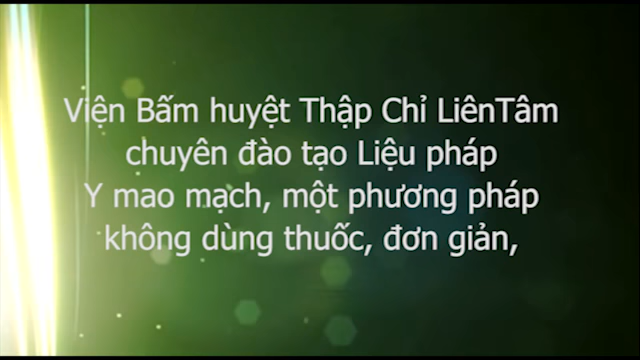 Viện Bấm huyệt Thập Chỉ LiênTâm
chuyên đào tạo Liệu pháp
Y mao mạch, một phương pháp
không dùng thuốc, đơn giản,